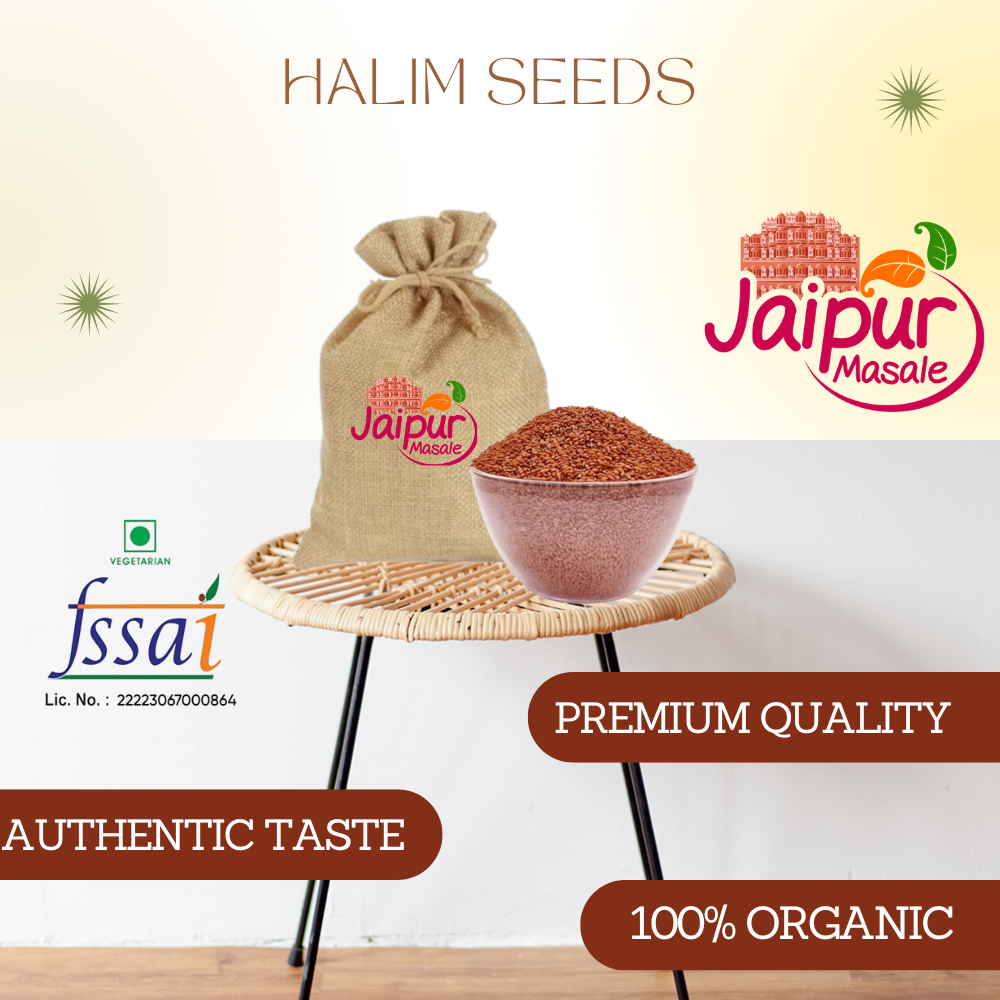 HALIM SEEDS
Jaipur
Masale
Jaipur
Masale
VEGETARIAN
fssai
Lic. No. : 22223067000864
PREMIUM QUALITY
AUTHENTIC TASTE
100% ORGANIC